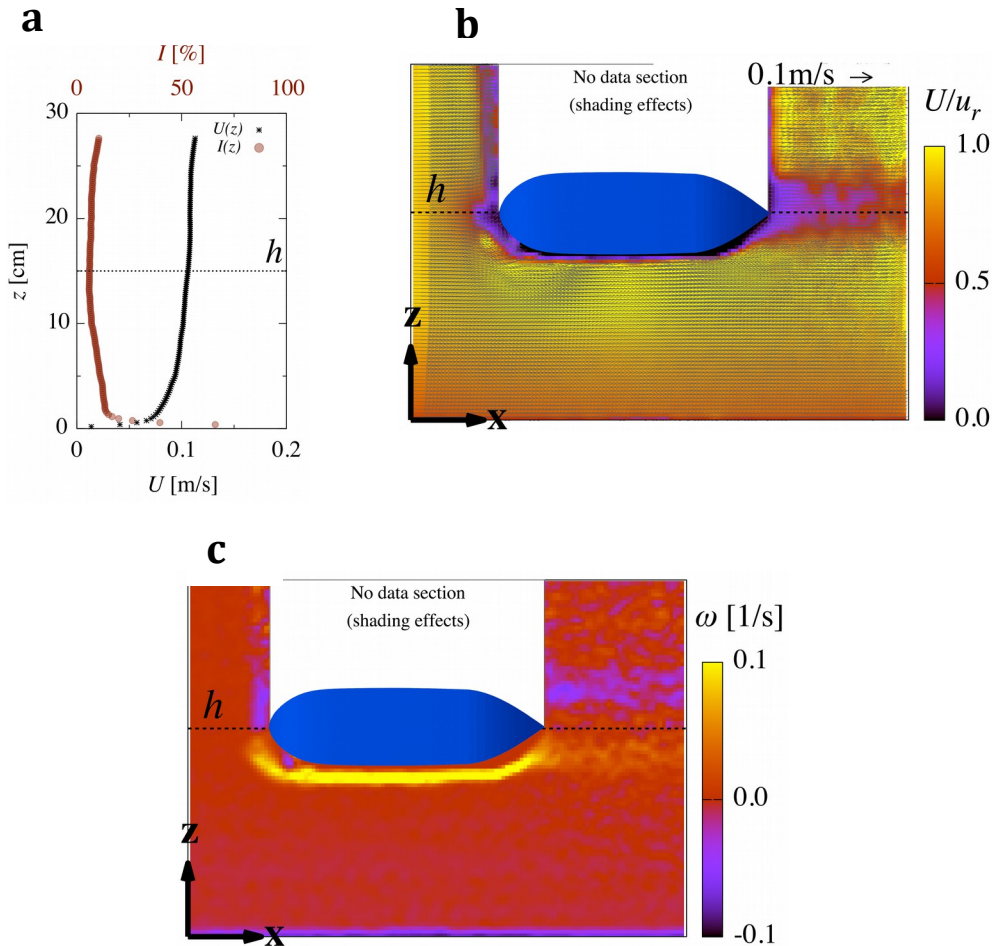 a
I [%]
0 50 100
30
20
10
0
z [cm]
U(z)
I(z)
h
0 0.1 0.2
U [m/s]
b
No data section
(shading effects)
0.1m/s →
U/uᵣ
1.0
0.5
0.0
h
z
x
c
No data section
(shading effects)
ω [1/s]
0.1
0.0
-0.1
h
z
x